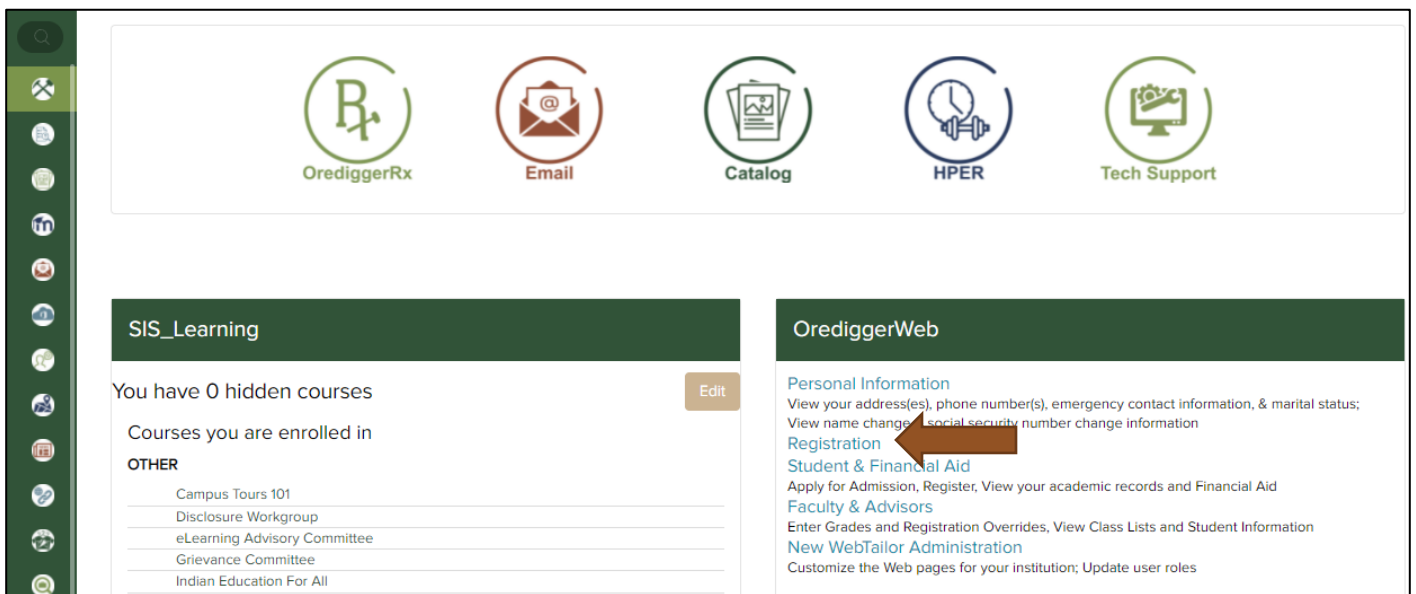 OrediggerRx
Email
Catalog
HPER
Tech Support
SIS_Learning
You have 0 hidden courses
Edit
Courses you are enrolled in
OTHER
Campus Tours 101
Disclosure Workgroup
eLearning Advisory Committee
Grievance Committee
Indian Education For All
OrediggerWeb
Personal Information
View your address(es), phone number(s), emergency contact information, & marital status;
View name change social security number change information
Registration
Student & Financial Aid
Apply for Admission, Register, View your academic records and Financial Aid
Faculty & Advisors
Enter Grades and Registration Overrides, View Class Lists and Student Information
New WebTailor Administration
Customize the Web pages for your institution; Update user roles